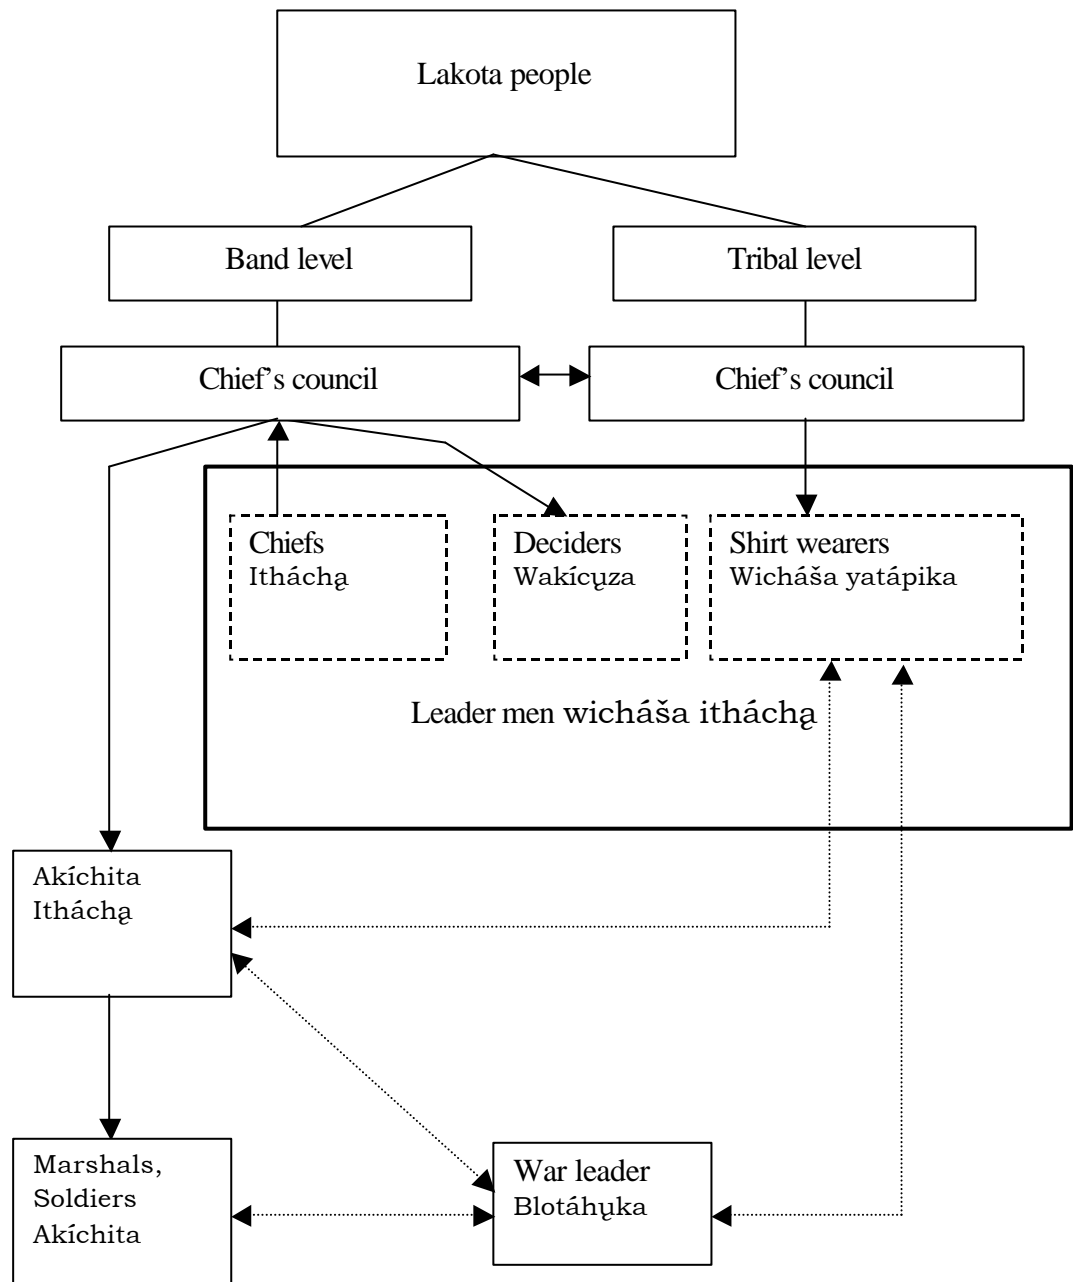 Lakota people
Band level
Tribal level
Chief’s council
Chief’s council
Chiefs
Itháchą
Deciders
Wakícųza
Shirt wearers
Wicháša yatápika
Leader men wicháša itháchą
Akíchita
Itháchą
Marshals,
Soldiers
Akíchita
War leader
Blotáhųka